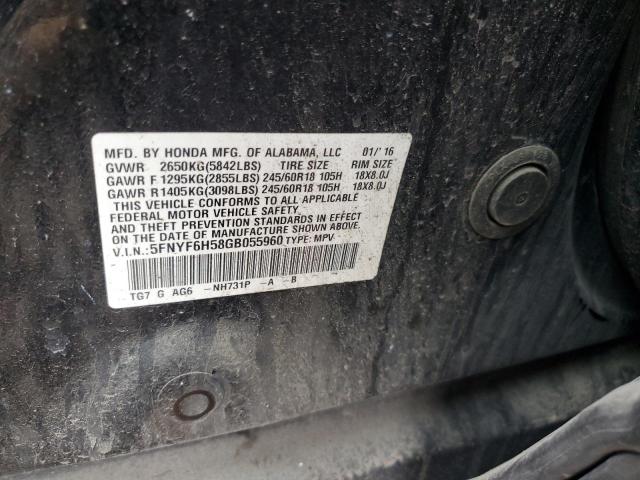 MFD. BY HONDA MFG. OF ALABAMA, LLC 01/'16
GVWR 2650KG(5842LBS) TIRE SIZE RIM SIZE
GAWR F 1295KG(2855LBS) 245/60R18 105H 18X8.0J
GAWR R 1405KG(3098LBS) 245/60R18 105H 18X8.0J
THIS VEHICLE CONFORMS TO ALL APPLICABLE
FEDERAL MOTOR VEHICLE SAFETY,
AND THEFT PREVENTION STANDARDS IN EFFECT
ON THE DATE OF MANUFACTURE SHOWN ABOVE.
V.I.N.:5FNYF6H58GB055960 TYPE: MPV
TG7 G AG6 -NH731P -A -B